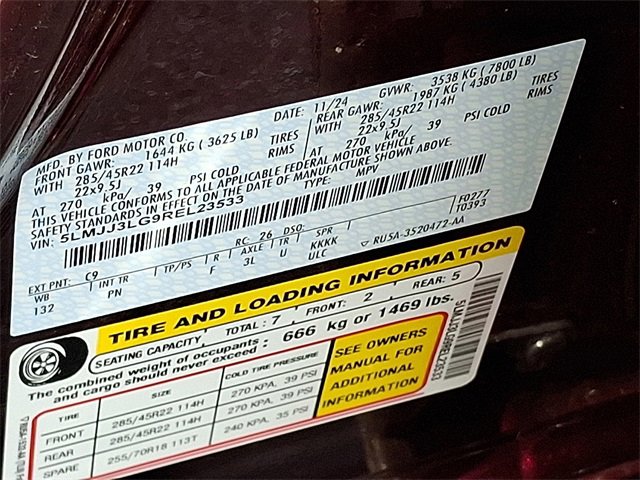 MFD. BY FORD MOTOR CO. DATE: 11/24 GVWR: 3538 KG (7800 LB)
FRONT GAWR: 1644 KG (3625 LB) REAR GAWR: 1987 KG (4380 LB)
WITH 285/45R22 114H TIRES WITH 285/45R22 114H TIRES
22x9.5J RIMS 22x9.5J RIMS
AT 270 kPa/ 39 PSI COLD 270 kPa/ 39 PSI COLD
THIS VEHICLE CONFORMS TO ALL APPLICABLE FEDERAL MOTOR VEHICLE
SAFETY STANDARDS IN EFFECT ON THE DATE OF MANUFACTURE SHOWN ABOVE.
VIN: 5LMJJ3LG9REL23533 TYPE: MPV
F0277
T0393
EXT PNT: C9 RC: 26 DSO:
WB INT TR TP/PS R AXLE TR SPR
132 PN F 3L U KKKK
ULC
▽ RU5A-3520472-AA
TIRE AND LOADING INFORMATION
SEATING CAPACITY TOTAL: 7 FRONT: 2 REAR: 5
The combined weight of occupants and cargo should never exceed: 666 kg or 1469 lbs.
TIRE SIZE COLD TIRE PRESSURE
FRONT 285/45R22 114H 270 KPA, 39 PSI
REAR 285/45R22 114H 270 KPA, 39 PSI
SPARE 255/70R18 113T 240 KPA, 35 PSI
SEE OWNERS
MANUAL FOR
ADDITIONAL
INFORMATION
5LMJJ3LG9REL23533